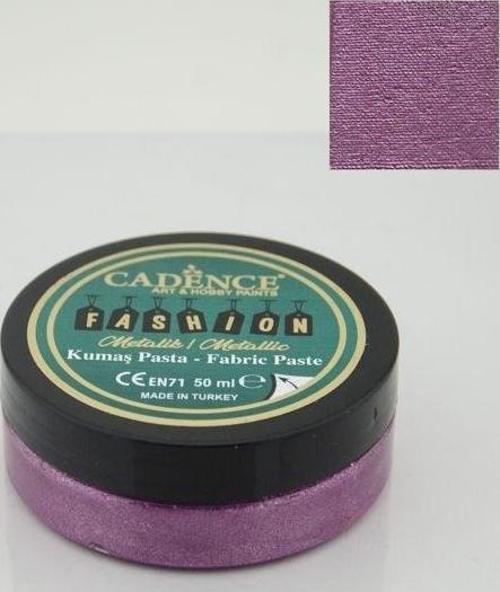 CADENCE
ART & HOBBY PAINTS
FASHION
Metalik / Metallic
Kumaş Pasta - Fabric Paste
CE EN71 50 ml e
MADE IN TURKEY